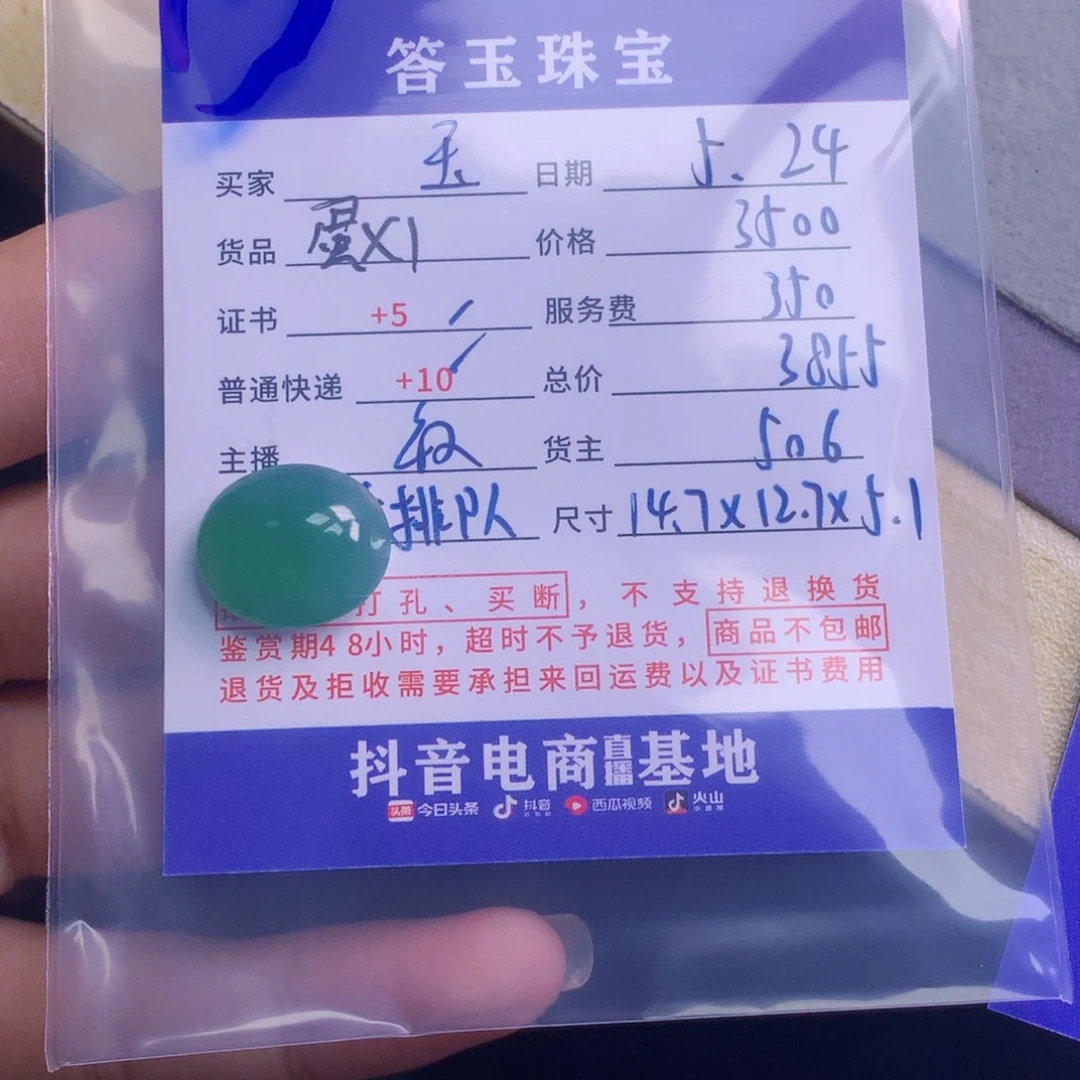 答玉珠宝
买家 王 日期 5.24
货品 蛋X1 价格 3500
证书 +5 服务费 350
普通快递 +10 总价 3855
主播 敏 货主 506
排队 尺寸 14.7x12.7x5.1
打孔、买断，不支持退换货
鉴赏期48小时，超时不予退货，商品不包邮
退货及拒收需要承担来回运费以及证书费用
抖音电商直播基地
头条 今日头条 抖音 西瓜视频 火山